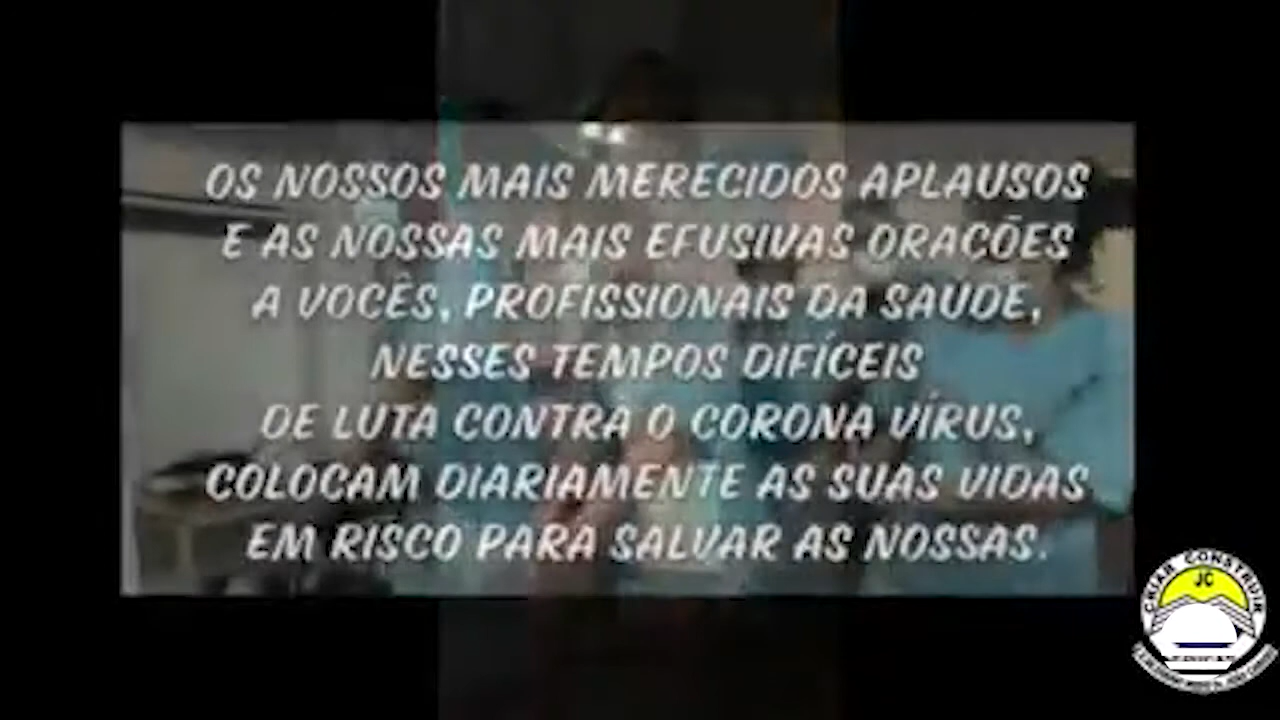 OS NOSSOS MAIS MERECIDOS APLAUSOS
E AS NOSSAS MAIS EFUSIVAS ORAÇÕES
A VOCÊS, PROFISSIONAIS DA SAÚDE,
NESSES TEMPOS DIFÍCEIS
DE LUTA CONTRA O CORONA VÍRUS,
COLOCAM DIARIAMENTE AS SUAS VIDAS
EM RISCO PARA SALVAR AS NOSSAS.
CRIAR CONSTRUIR
JC